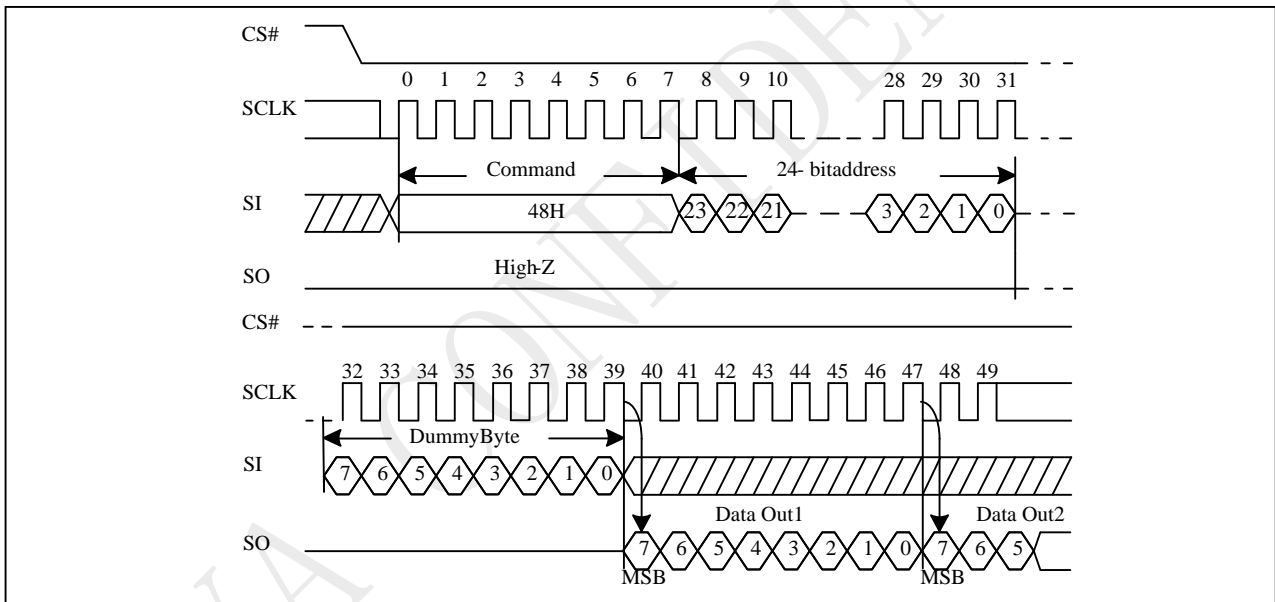 CS#
0 1 2 3 4 5 6 7 8 9 10 28 29 30 31
SCLK
Command 24- bitaddress
SI 48H 23 22 21 3 2 1 0
High-Z
SO
CS#
32 33 34 35 36 37 38 39 40 41 42 43 44 45 46 47 48 49
SCLK
DummyByte
SI 7 6 5 4 3 2 1 0
Data Out1 Data Out2
SO 7 6 5 4 3 2 1 0 7 6 5
MSB MSB